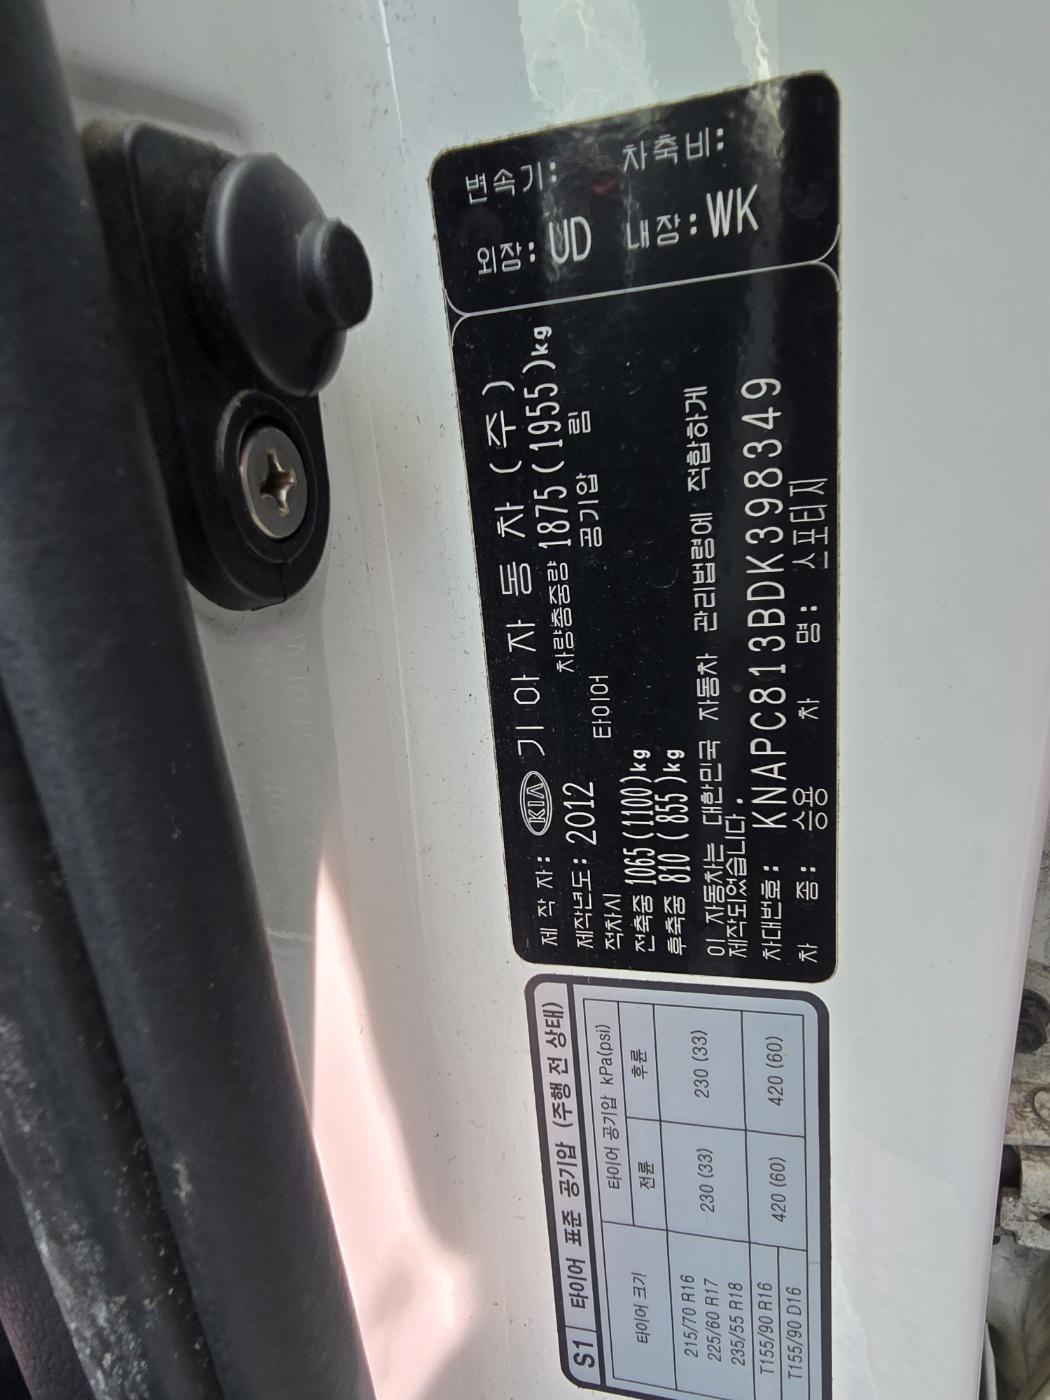 제 작 자: KIA 기 아 자 동 차 ( 주 )
제작년도: 2012 차량총중량 1875 ( 1955 )kg
적차시 타이어 공기압 림
전축중 1065 (1100)kg
후축중 810 ( 855 )kg
이 자동차는 대한민국 자동차 관리법령에 적합하게
제작되었습니다.
차대번호: KNAPC813BDK398349
차 종: 승용 차 명: 스포티지
변속기: 차축비:
외장: UD 내장: WK
S1 타이어 표준 공기압 (주행 전 상태)
타이어 크기 타이어 공기압 kPa(psi)
전륜 후륜
215/70 R16
225/60 R17 230 (33) 230 (33)
235/55 R18
T155/90 R16 420 (60) 420 (60)
T155/90 D16